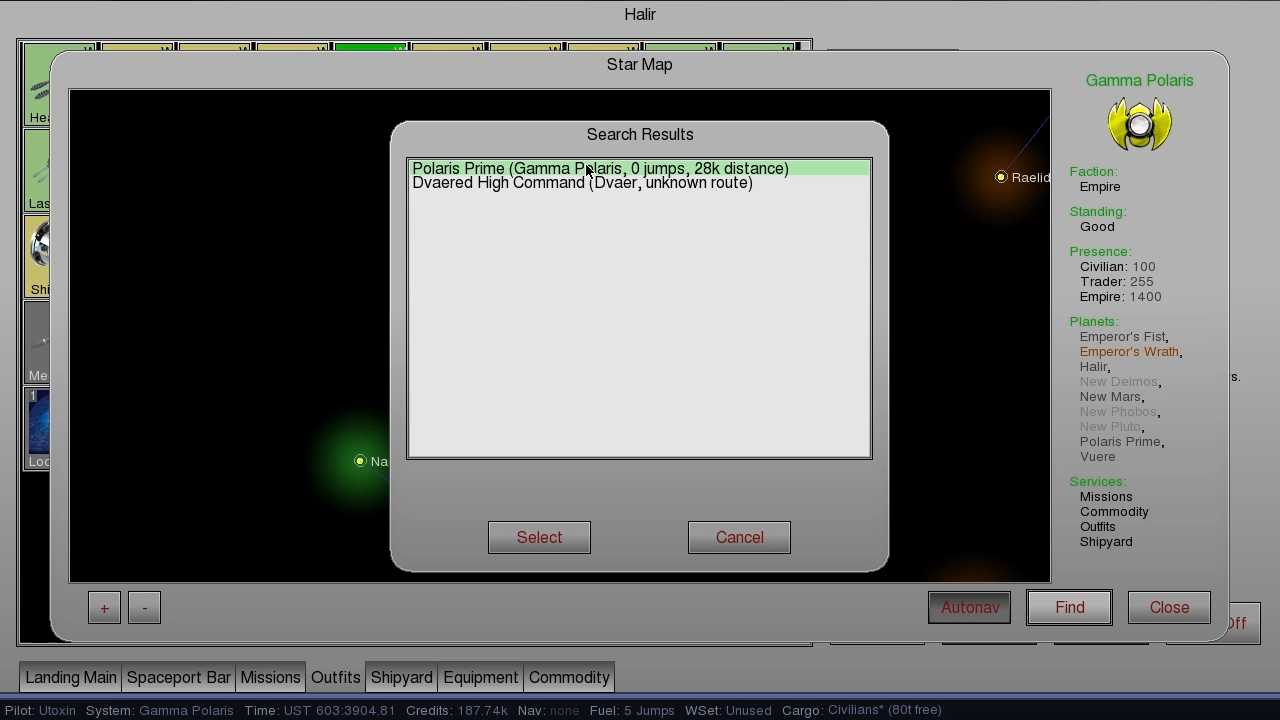 Halir
Star Map
Gamma Polaris
Search Results
Polaris Prime (Gamma Polaris, 0 jumps, 28k distance)
Dvaered High Command (Dvaer, unknown route)
Raelid
Faction:
Empire
Standing:
Good
Presence:
Civilian: 100
Trader: 255
Empire: 1400
Planets:
Emperor's Fist,
Emperor's Wrath,
Halir,
New Deimos,
New Mars,
New Phobos,
New Pluto,
Polaris Prime,
Vuere
Services:
Missions
Commodity
Outfits
Shipyard
Hea
Las
Shi
Me
1
Loc
Na
s.
Select
Cancel
+
-
Autonav
Find
Close
Off
Landing Main
Spaceport Bar
Missions
Outfits
Shipyard
Equipment
Commodity
Pilot: Utoxin System: Gamma Polaris Time: UST 603:3904.81 Credits: 187.74k Nav: none Fuel: 5 Jumps WSet: Unused Cargo: Civilians* (80t free)